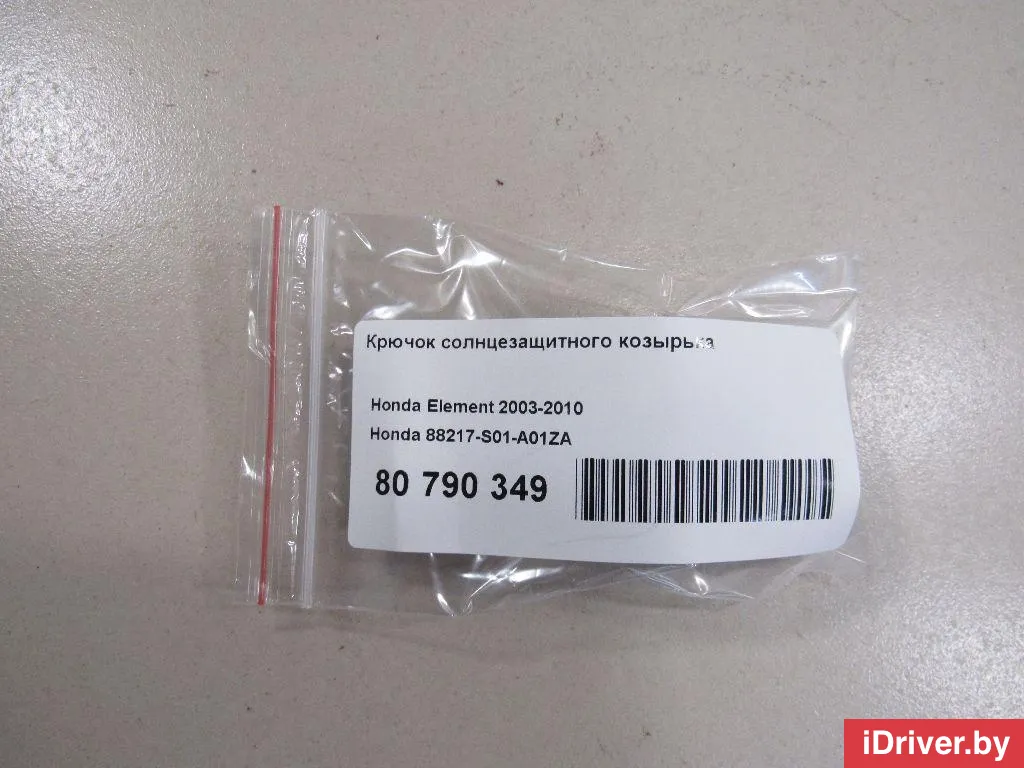 Крючок солнцезащитного козырька
Honda Element 2003-2010
Honda 88217-S01-A01ZA
80 790 349
iDriver.by